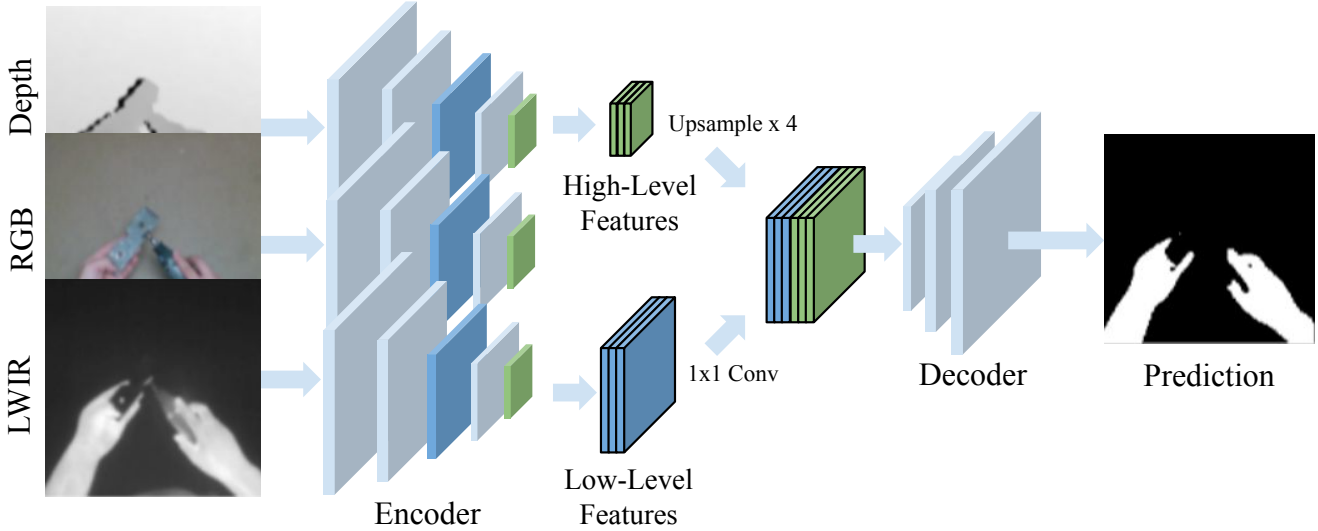 Depth
RGB
LWIR
Encoder
High-Level
Features
Upsample x 4
Low-Level
Features
1x1 Conv
Decoder
Prediction